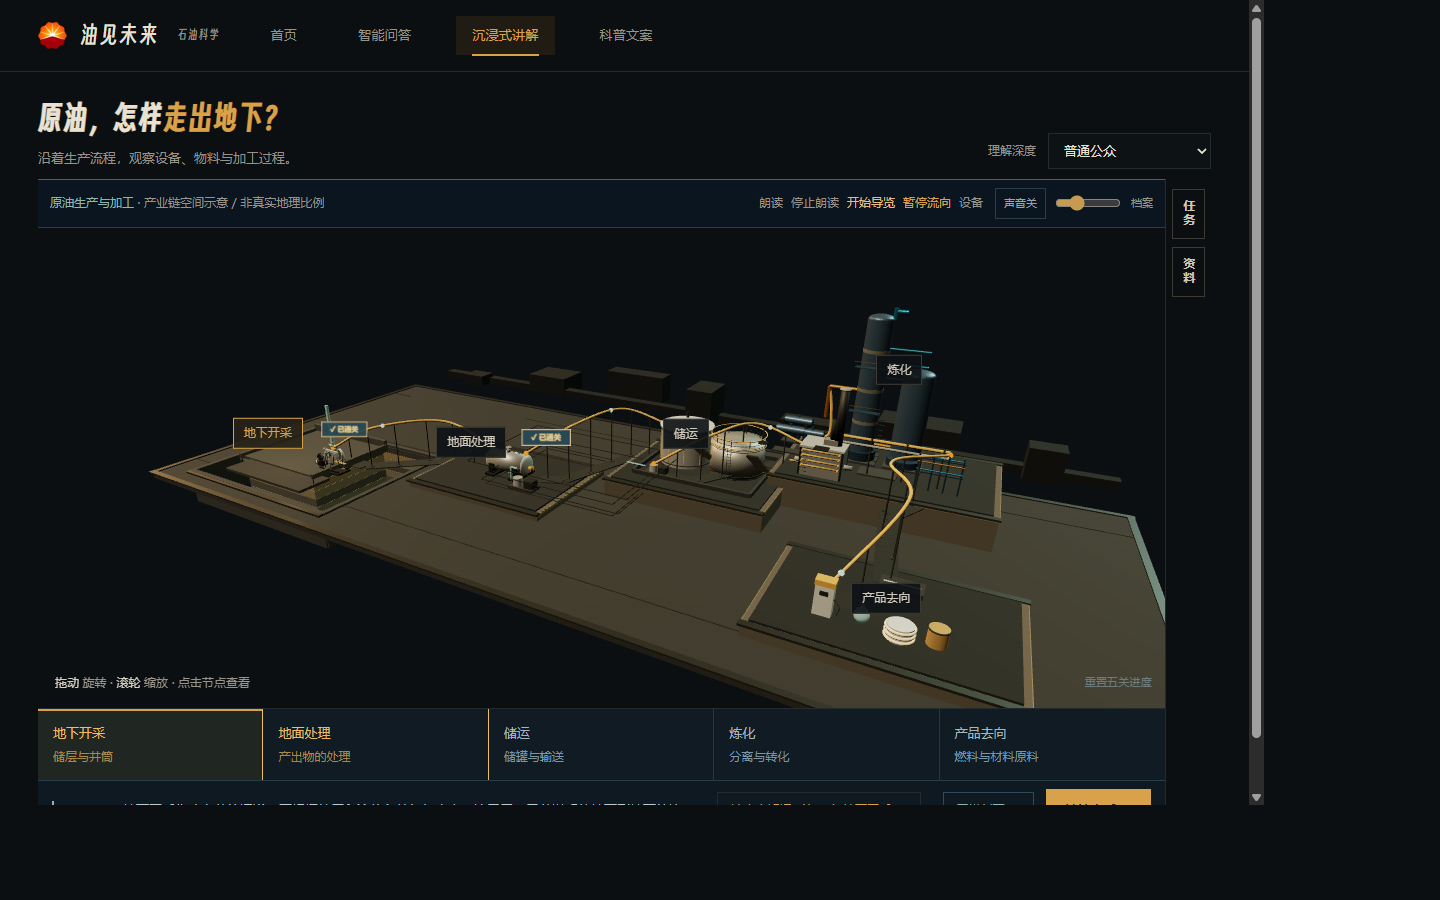 油见未来 石油科学 首页 智能问答 沉浸式讲解 科普文案
原油，怎样走出地下？
沿着生产流程，观察设备、物料与加工过程。
理解深度 普通公众
原油生产与加工 · 产业链空间示意 / 非真实地理比例
朗读 停止朗读 开始导览 暂停流向 设备 声音关 档案
任务
资料
炼化
地下开采
✓ 已通关
地面处理
✓ 已通关
储运
产品去向
拖动 旋转 · 滚轮 缩放 · 点击节点查看
重置五关进度
地下开采
储层与井筒
地面处理
产出物的处理
储运
储罐与输送
炼化
分离与转化
产品去向
燃料与材料原料